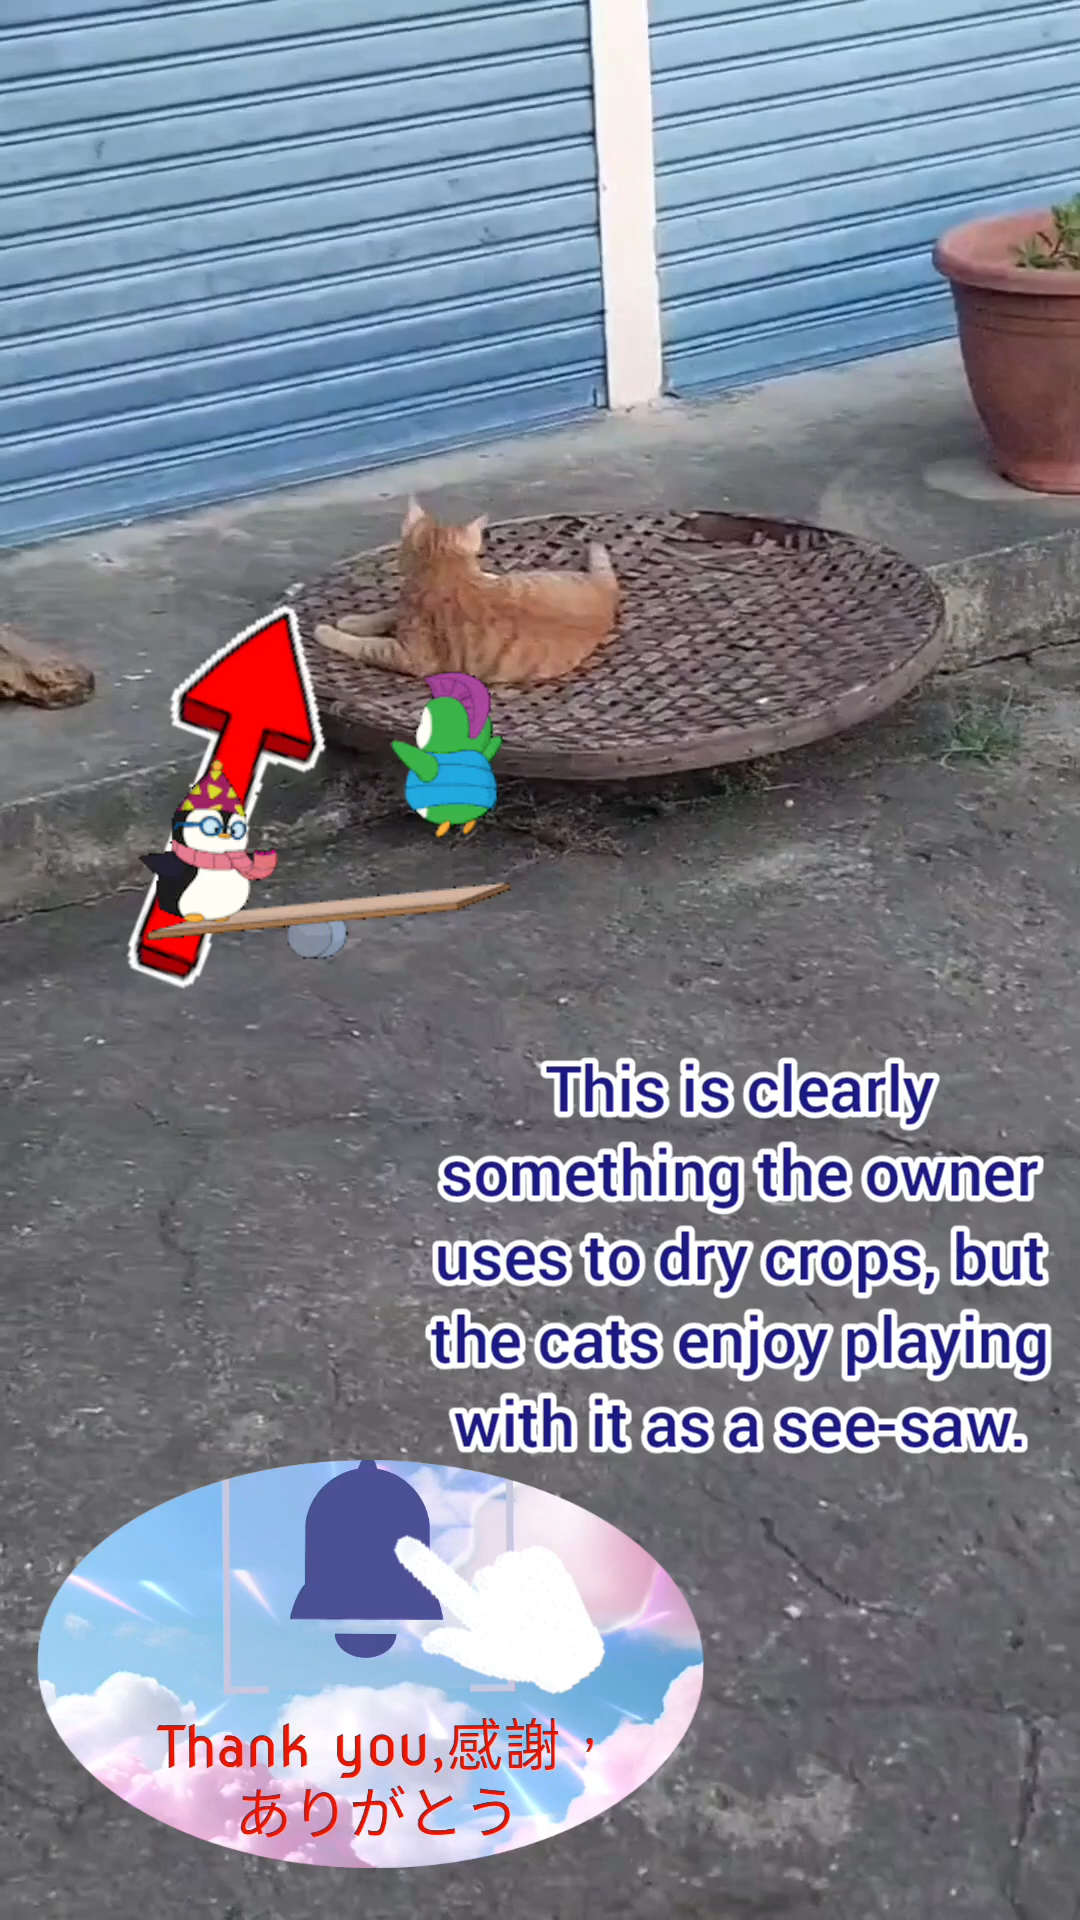 This is clearly
something the owner
uses to dry crops, but
the cats enjoy playing
with it as a see-saw.
Thank you,感謝，
ありがとう